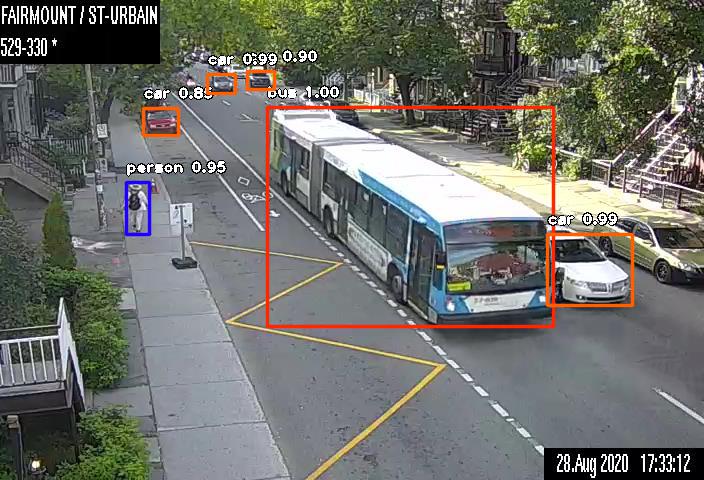 FAIRMOUNT / ST-URBAIN
529-330 *
car 0.99
0.90
car 0.85
bus 1.00
person 0.95
car 0.99
28.Aug 2020 17:33:12